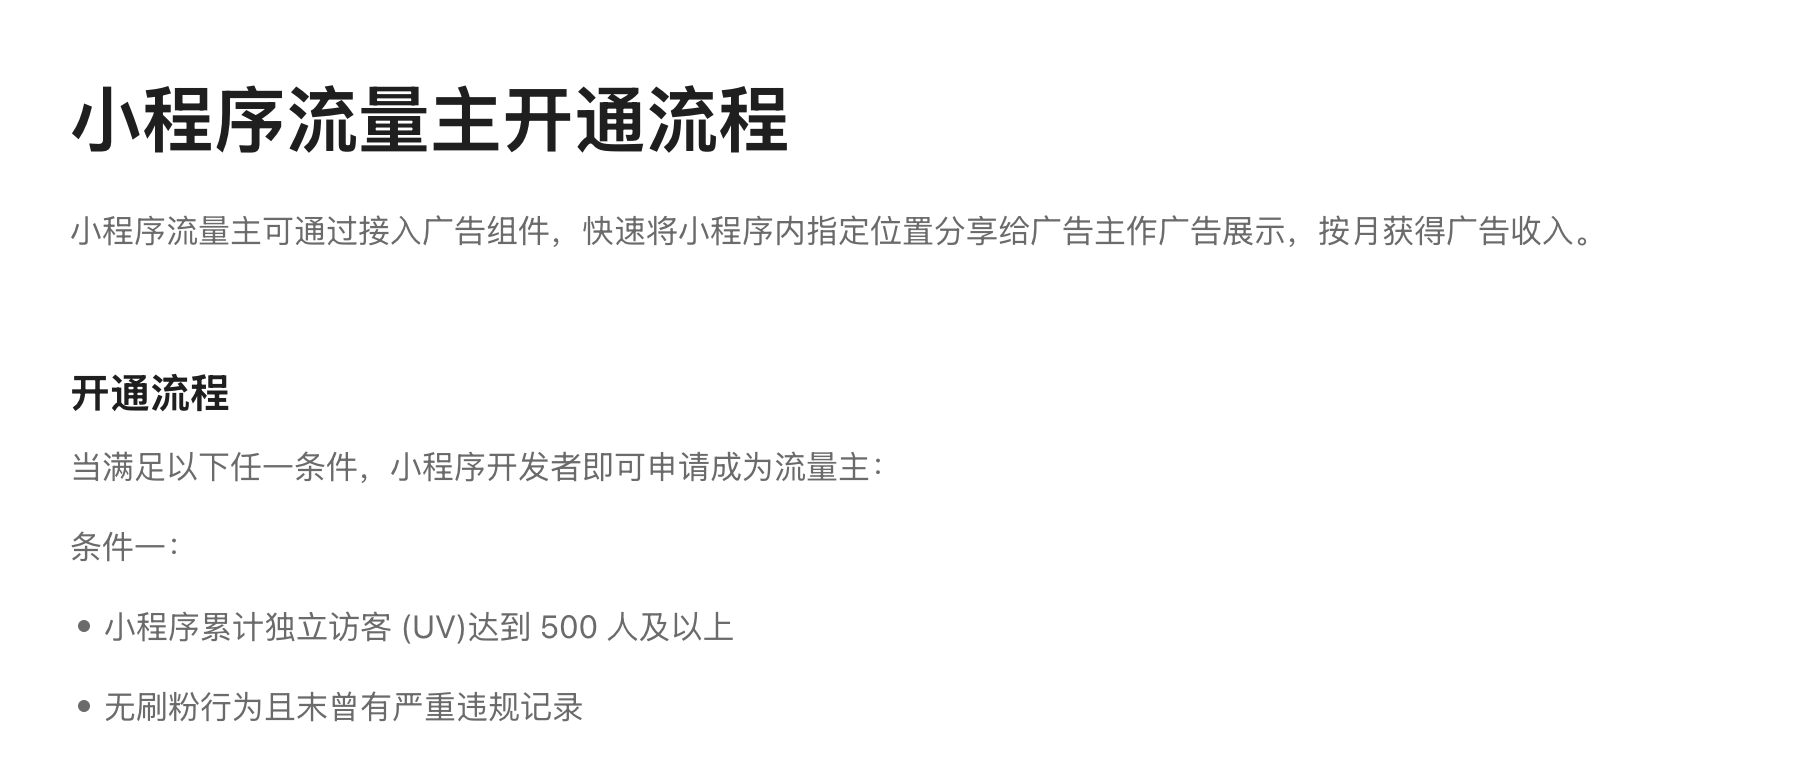 小程序流量主开通流程
小程序流量主可通过接入广告组件，快速将小程序内指定位置分享给广告主作广告展示，按月获得广告收入。
开通流程
当满足以下任一条件，小程序开发者即可申请成为流量主：
条件一：
• 小程序累计独立访客 (UV)达到 500 人及以上
• 无刷粉行为且末曾有严重违规记录